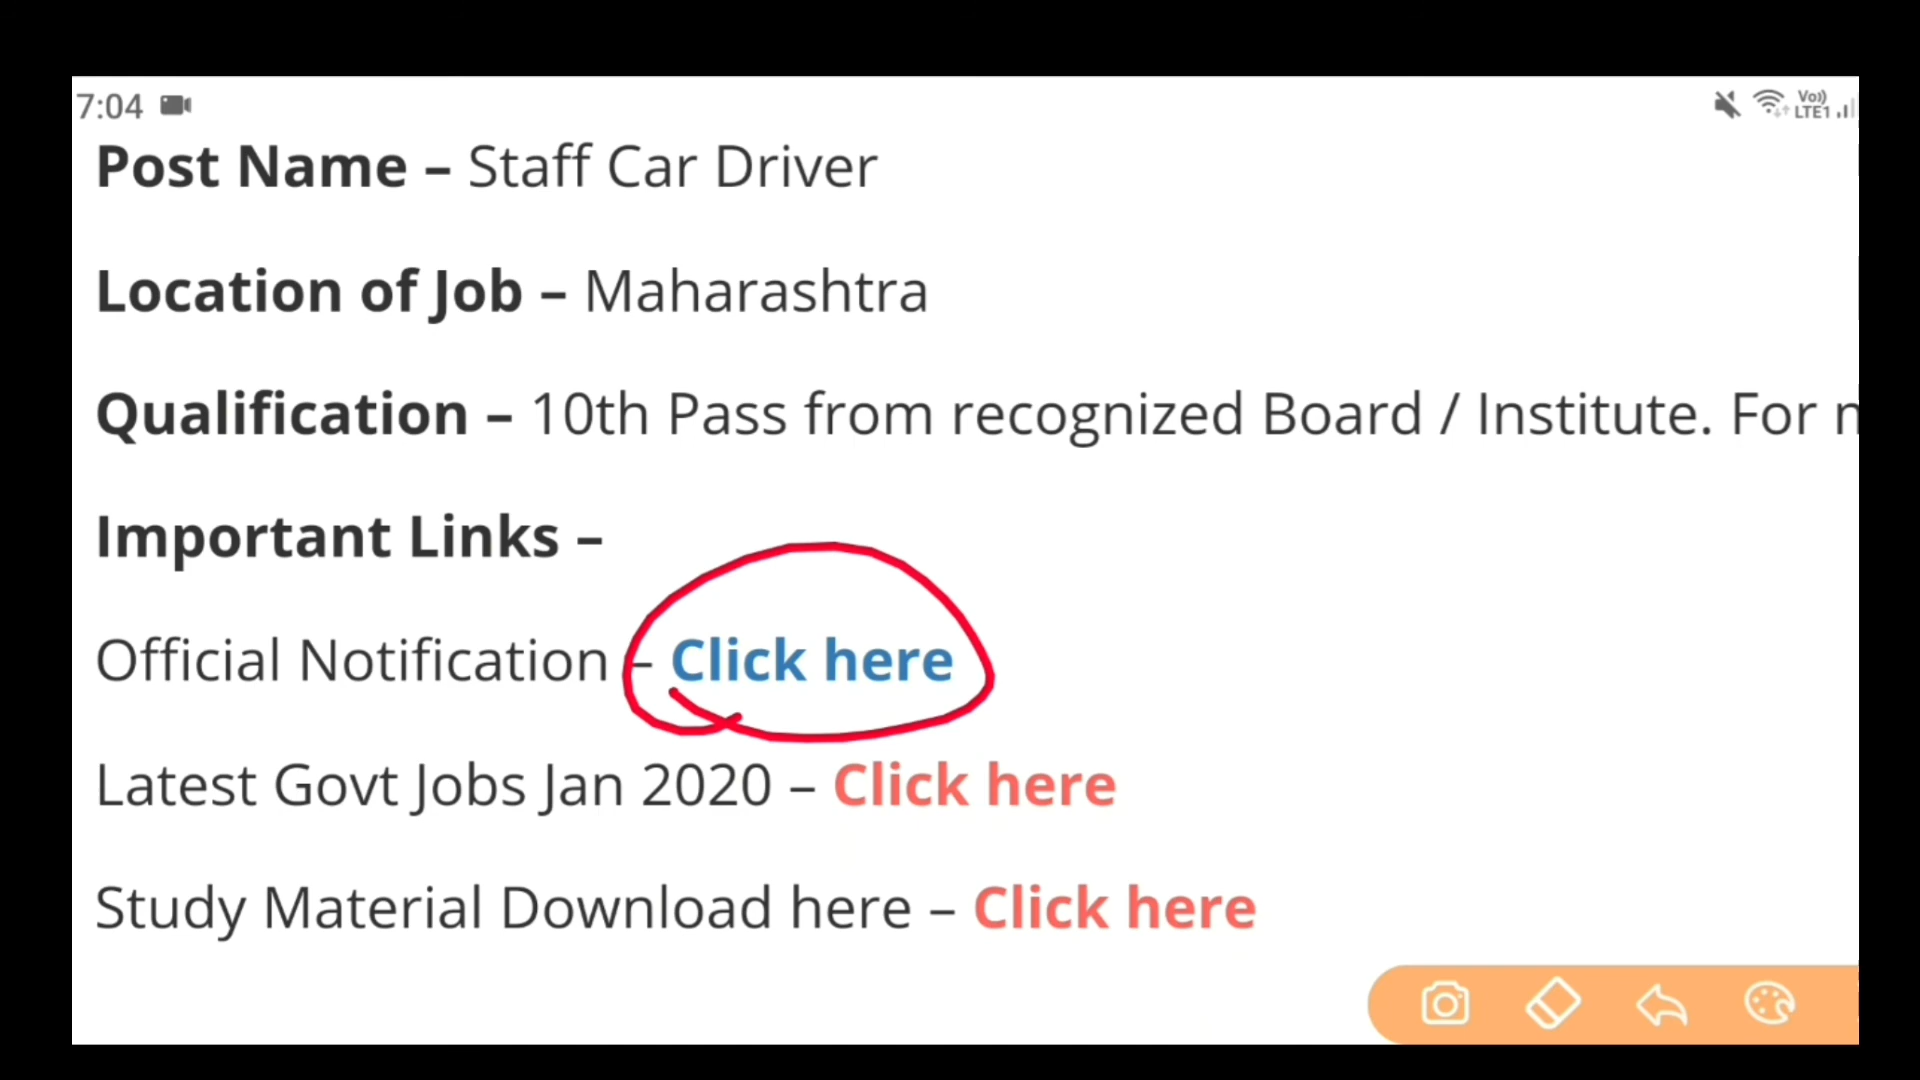 7:04
Vo)) LTE1
Post Name – Staff Car Driver
Location of Job – Maharashtra
Qualification – 10th Pass from recognized Board / Institute. For
Important Links –
Official Notification – Click here
Latest Govt Jobs Jan 2020 – Click here
Study Material Download here – Click here